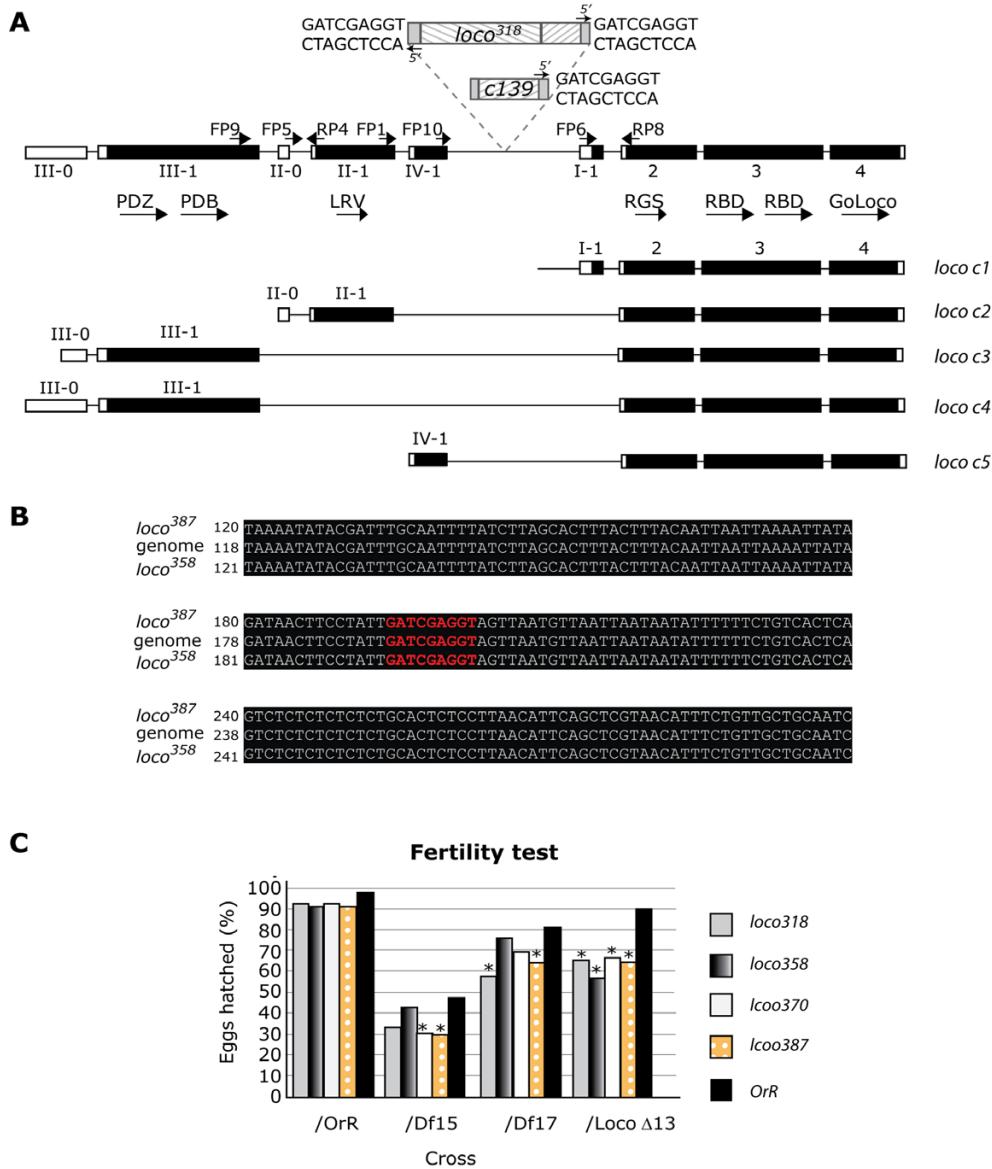 A
GATCGAGGT loco318 5' GATCGAGGT
CTAGCTCCA 5' CTAGCTCCA
c139 5' GATCGAGGT
CTAGCTCCA
FP9 FP5 RP4 FP1 FP10 FP6 RP8
III-0 III-1 II-0 II-1 IV-1 I-1 2 3 4
PDZ PDB LRV RGS RBD RBD GoLoco
I-1 2 3 4 loco c1
II-0 II-1 loco c2
III-0 III-1 loco c3
III-0 III-1 loco c4
IV-1 loco c5
B
loco387 120 TAAAATATACGATTTGCAATTTTATCTTAGCACTTTACTTTACAATTAATTAAAATTATA
genome 118 TAAAATATACGATTTGCAATTTTATCTTAGCACTTTACTTTACAATTAATTAAAATTATA
loco358 121 TAAAATATACGATTTGCAATTTTATCTTAGCACTTTACTTTACAATTAATTAAAATTATA
loco387 180 GATAACTTCCTATTGATCGAGGTAGTTAATGTTAATTAATAATATTTTTTCTGTCACTCA
genome 178 GATAACTTCCTATTGATCGAGGTAGTTAATGTTAATTAATAATATTTTTTCTGTCACTCA
loco358 181 GATAACTTCCTATTGATCGAGGTAGTTAATGTTAATTAATAATATTTTTTCTGTCACTCA
loco387 240 GTCTCTCTCTCTCTGCACTCTCCTTAACATTCAGCTCGTAACATTTCTGTTGCTGCAATC
genome 238 GTCTCTCTCTCTCTGCACTCTCCTTAACATTCAGCTCGTAACATTTCTGTTGCTGCAATC
loco358 241 GTCTCTCTCTCTCTGCACTCTCCTTAACATTCAGCTCGTAACATTTCTGTTGCTGCAATC
C
Fertility test
Eggs hatched (%)
100
90
80
70
60
50
40
30
20
10
0
* * * * * * * *
/OrR /Df15 /Df17 /Loco Δ13
Cross
loco318
loco358
lcoo370
lcoo387
OrR